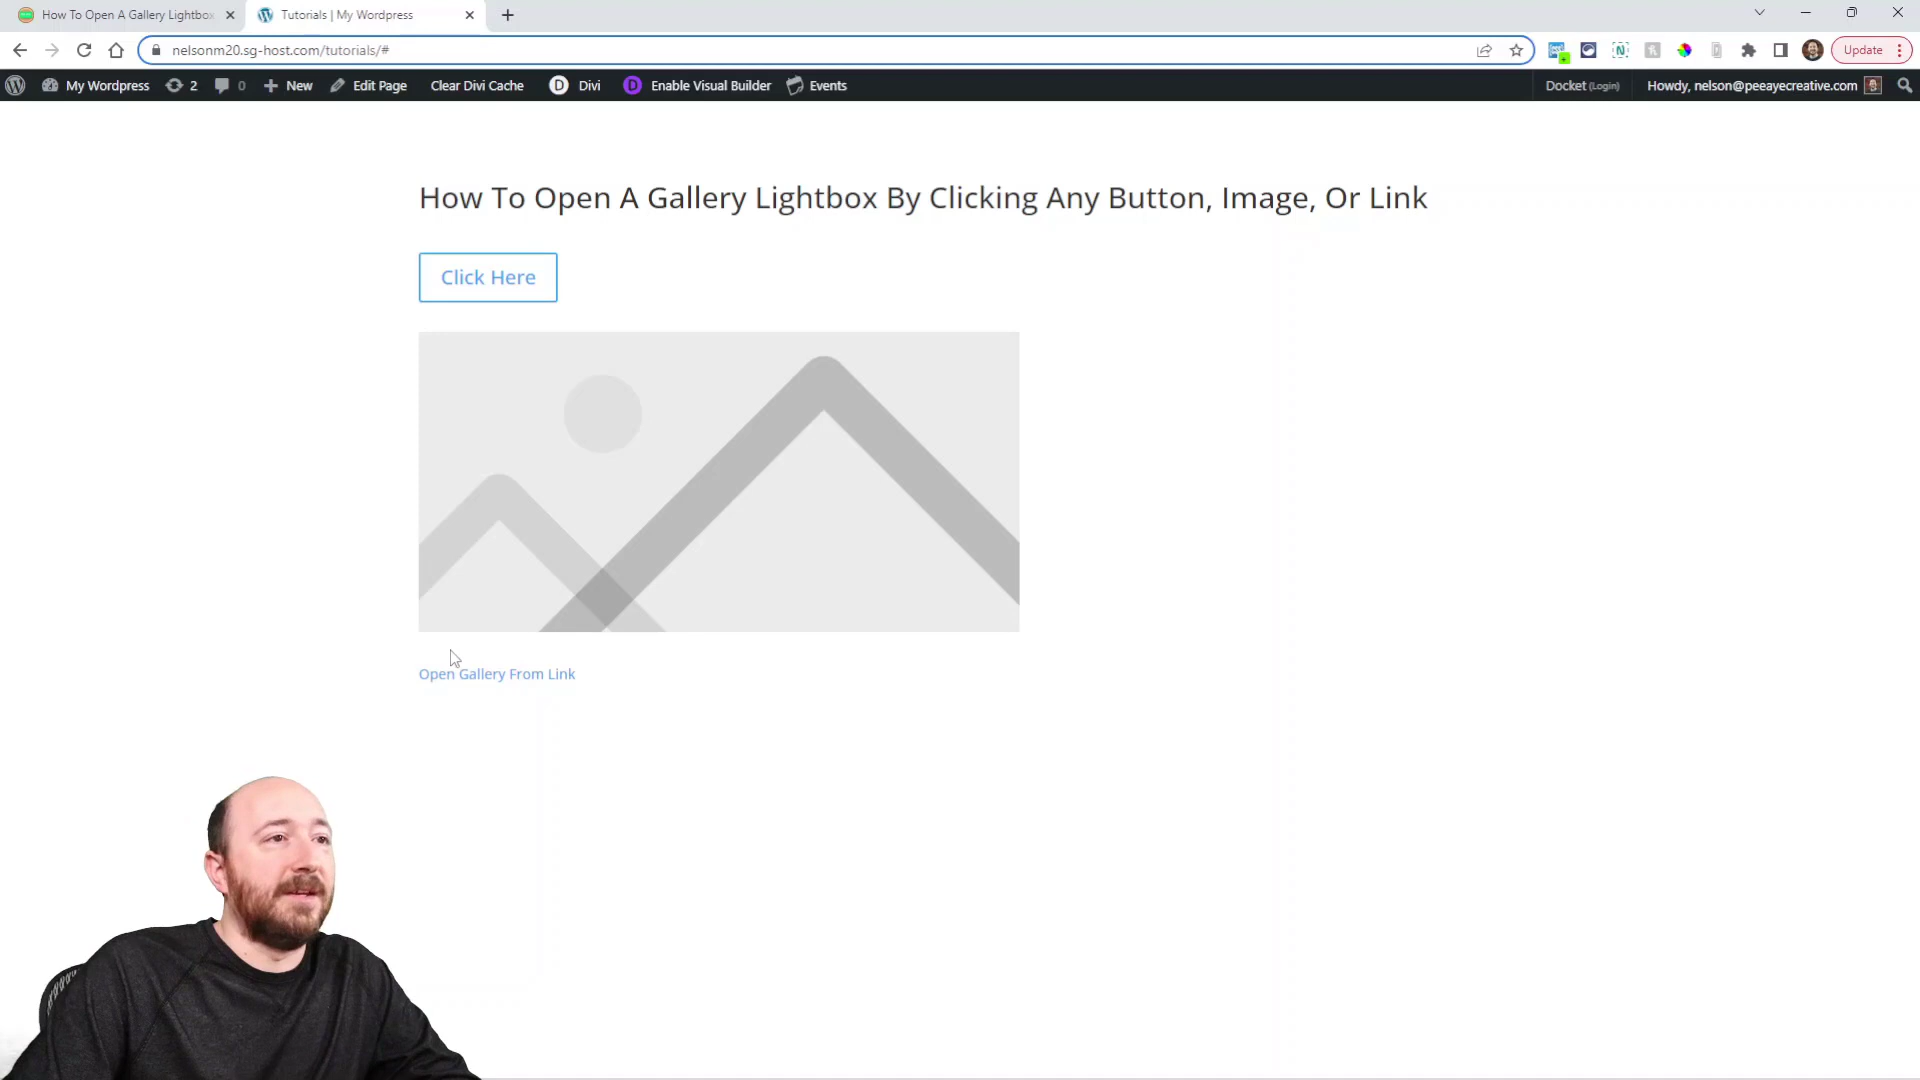 How To Open A Gallery Lightbox
Tutorials | My Wordpress
nelsonm20.sg-host.com/tutorials/#
Update
My Wordpress 2 0 New Edit Page Clear Divi Cache D Divi D Enable Visual Builder Events Docket (Login) Howdy, nelson@peeayecreative.com
How To Open A Gallery Lightbox By Clicking Any Button, Image, Or Link
Click Here
Open Gallery From Link